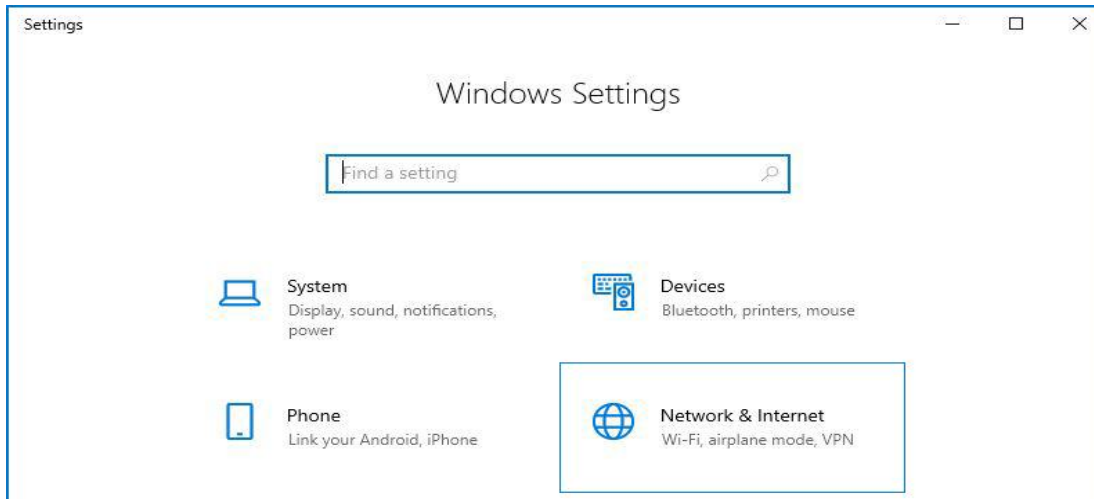 Settings
Windows Settings
Find a setting
System
Display, sound, notifications,
power
Devices
Bluetooth, printers, mouse
Phone
Link your Android, iPhone
Network & Internet
Wi-Fi, airplane mode, VPN